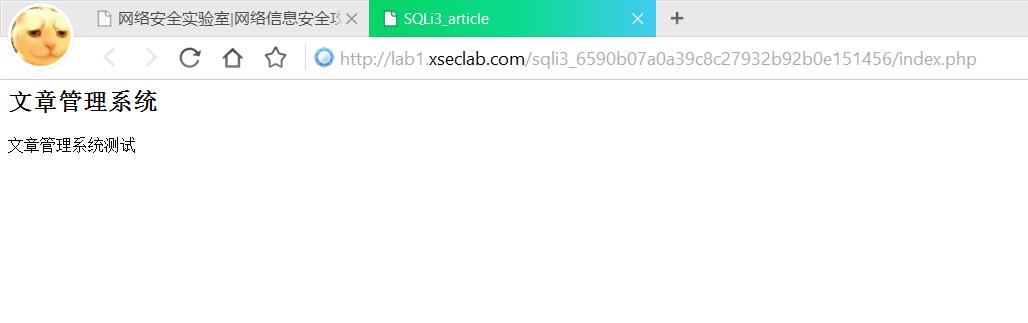 网络安全实验室|网络信息安全攻
SQLi3_article
http://lab1.xseclab.com/sqli3_6590b07a0a39c8c27932b92b0e151456/index.php
文章管理系统
文章管理系统测试